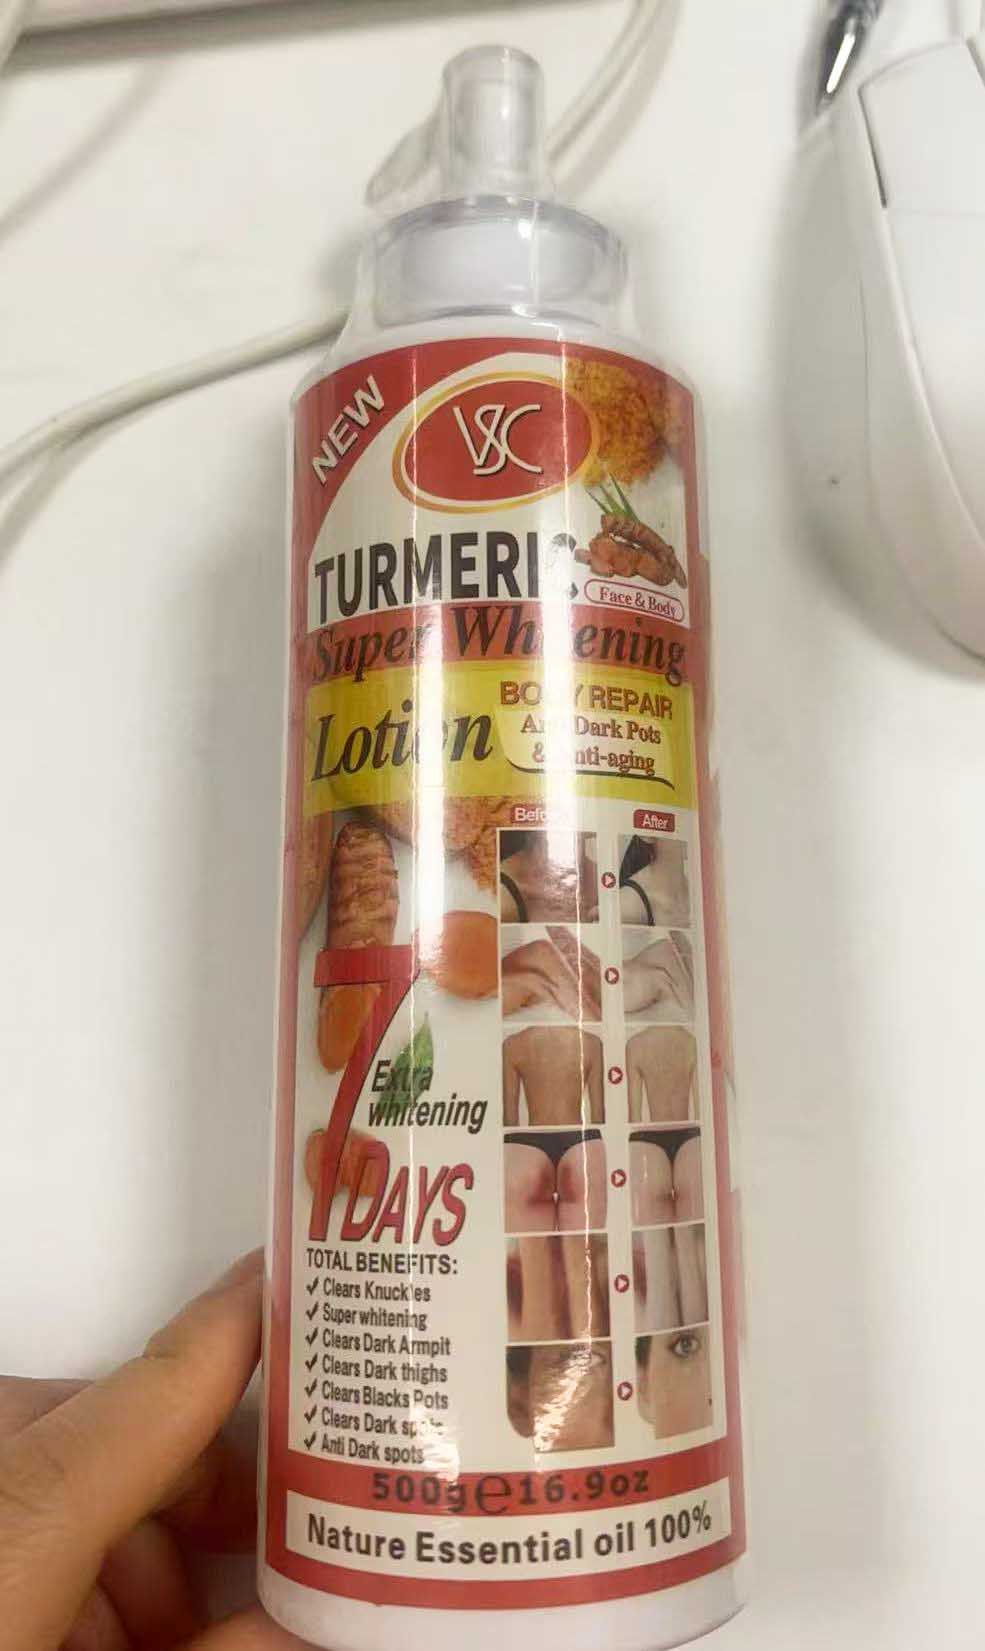 NEW
VSC
TURMERIC
Face & Body
Super Whitening
Lotion
BODY REPAIR
Anti Dark Pots
& Anti-aging
Before
After
7
Extra
whitening
DAYS
TOTAL BENEFITS:
✓ Clears Knuckles
✓ Super whitening
✓ Clears Dark Armpit
✓ Clears Dark thighs
✓ Clears Blacks Pots
✓ Clears Dark spots
✓ Anti Dark spots
500g e 16.9oz
Nature Essential oil 100%